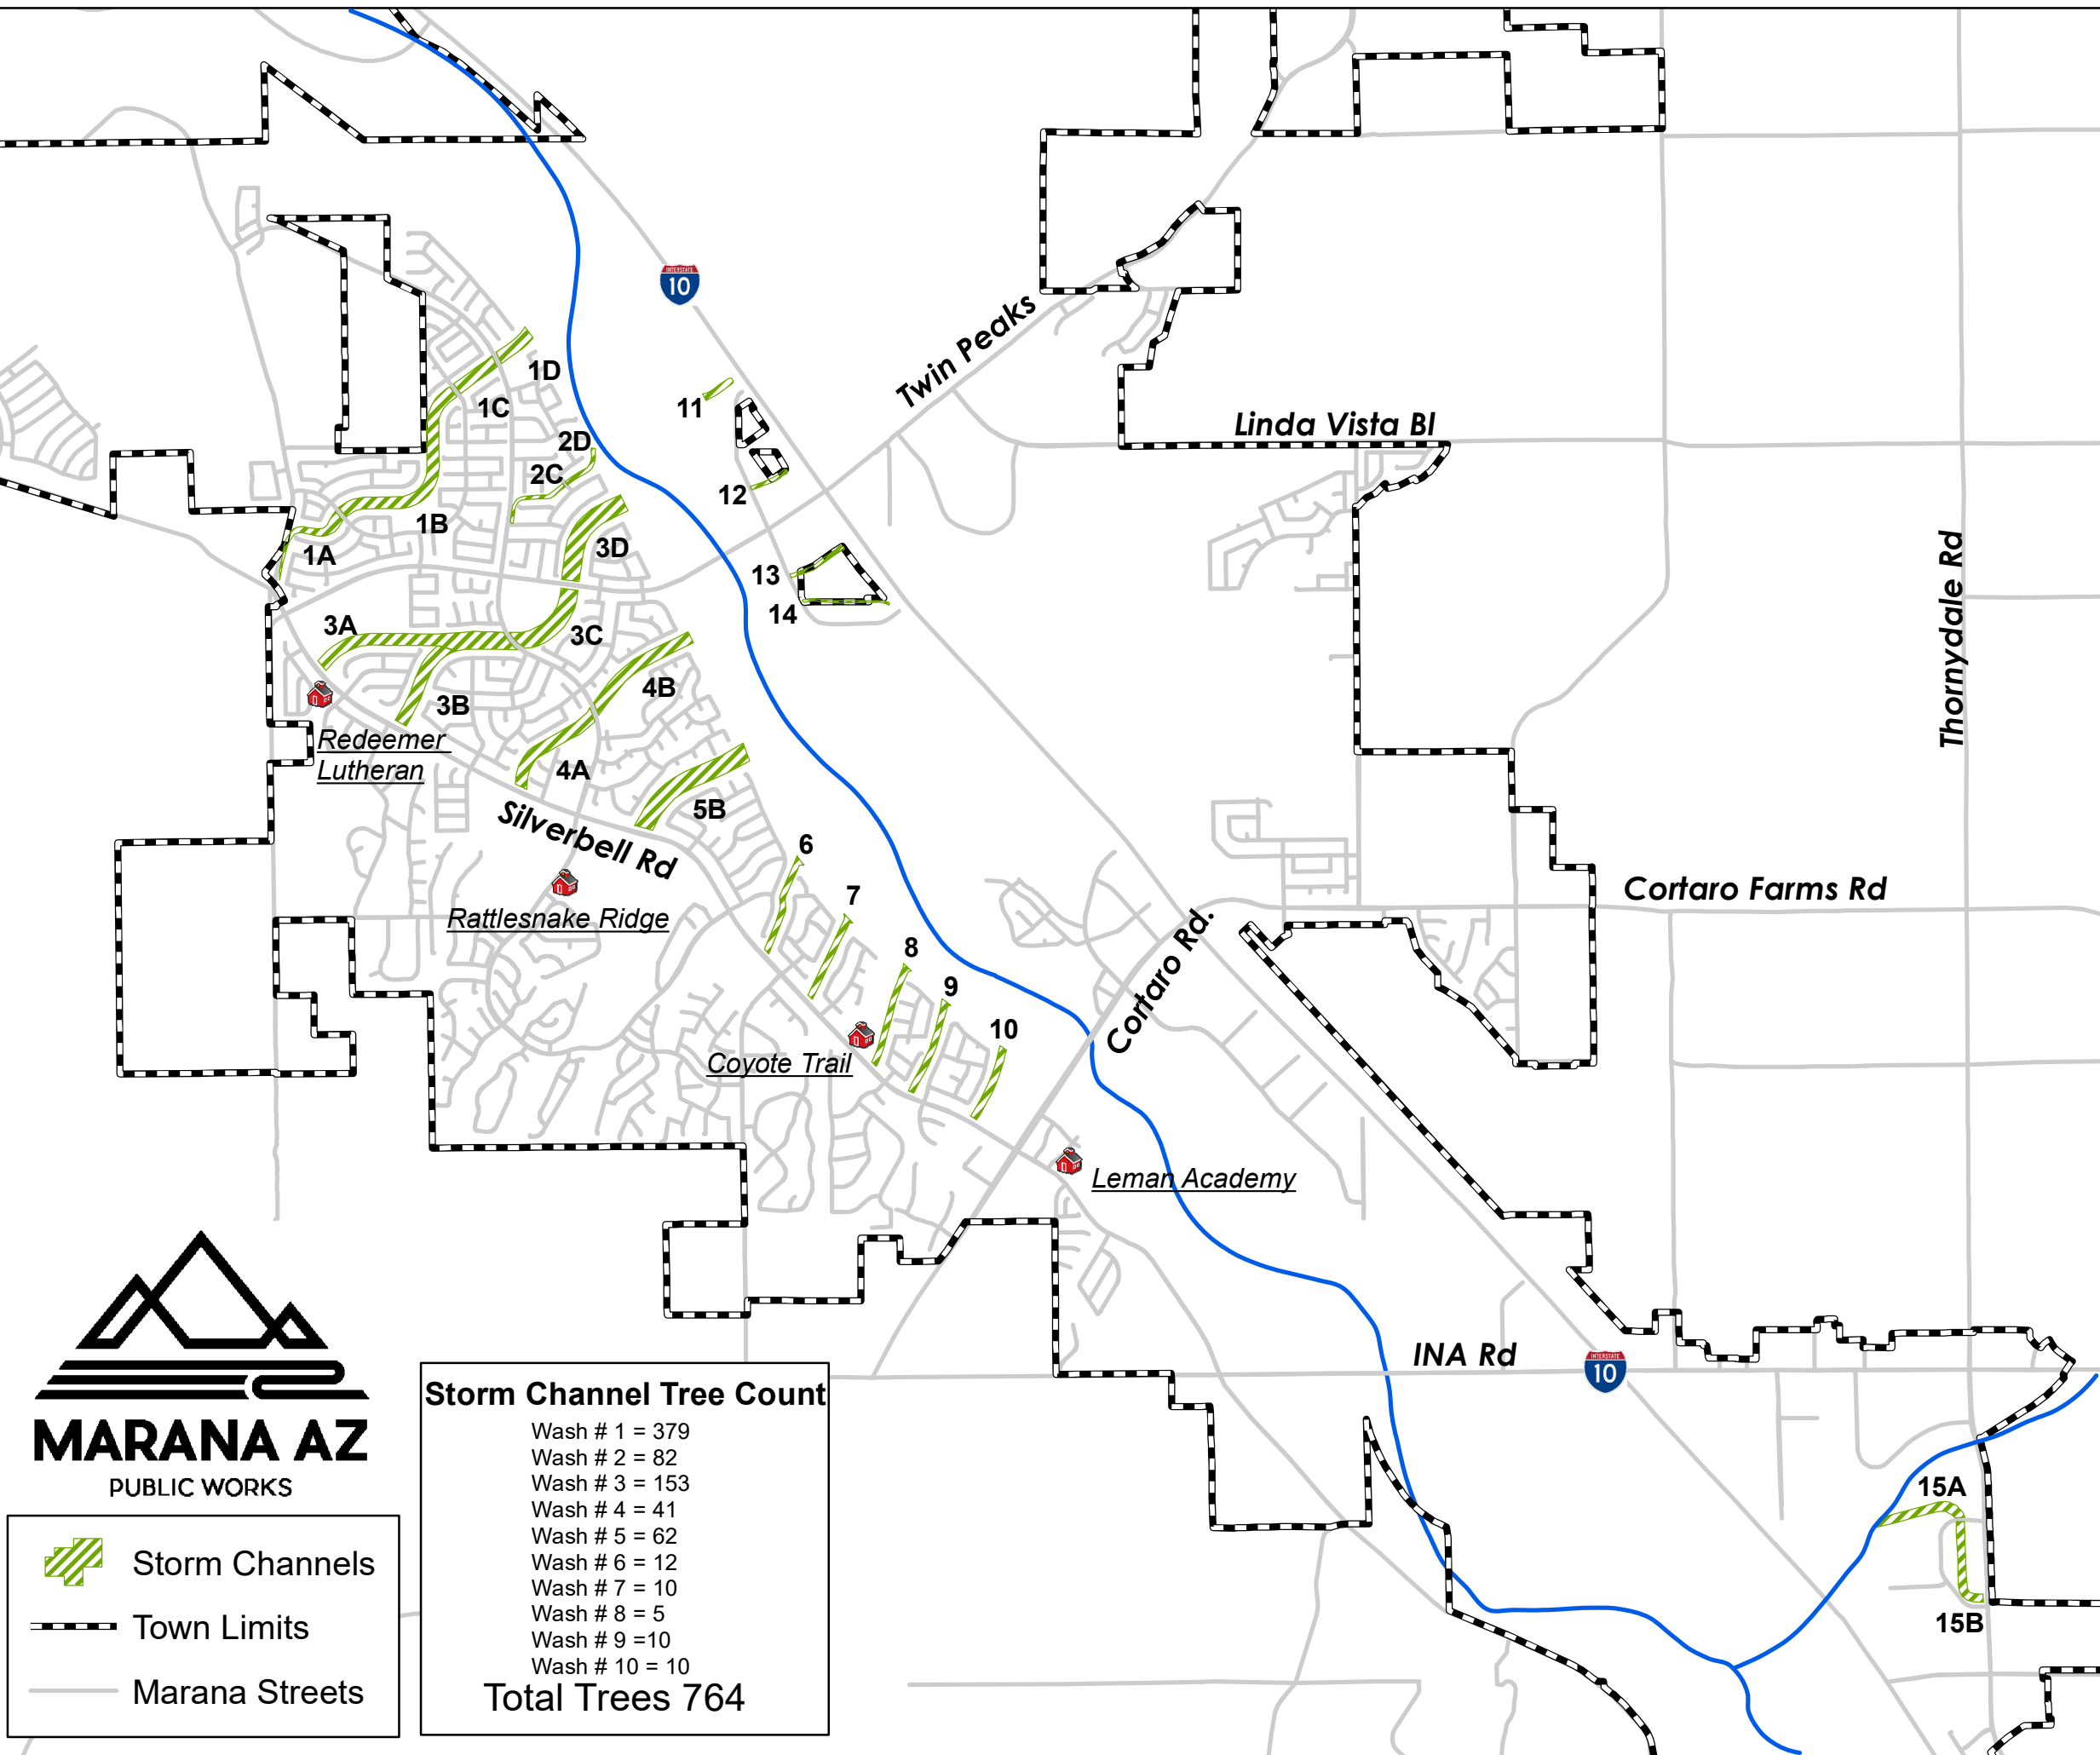 INTERSTATE
10
Twin Peaks
1D
11
1C
Linda Vista Bl
2D
2C
12
1B
1A
3D
13
14
3A
3C
Thornydale Rd
4B
3B
Redeemer
Lutheran
4A
5B
Silverbell Rd
6
Cortaro Farms Rd
7
Rattlesnake Ridge
Cortaro Rd.
8
9
10
Coyote Trail
Leman Academy
INA Rd
INTERSTATE
10
MARANA AZ
PUBLIC WORKS
Storm Channels
Town Limits
Marana Streets
Storm Channel Tree Count
Wash # 1 = 379
Wash # 2 = 82
Wash # 3 = 153
Wash # 4 = 41
Wash # 5 = 62
Wash # 6 = 12
Wash # 7 = 10
Wash # 8 = 5
Wash # 9 =10
Wash # 10 = 10
Total Trees 764
15A
15B